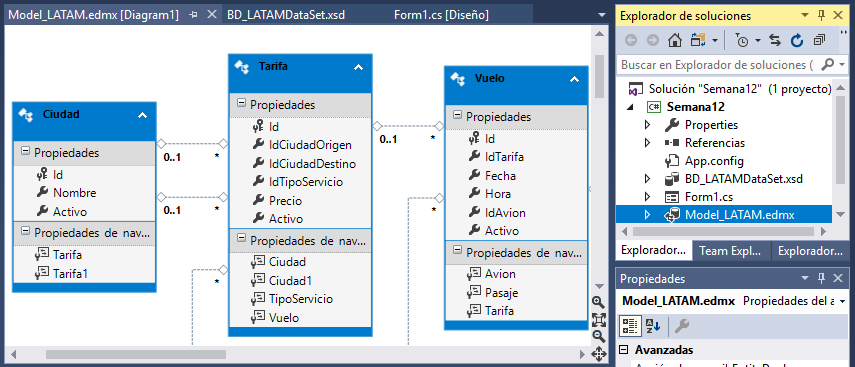 Model_LATAM.edmx [Diagram1]
BD_LATAMDataSet.xsd
Form1.cs [Diseño]
Ciudad
Propiedades
Id
Nombre
Activo
Propiedades de nav...
Tarifa
Tarifa1
0..1
*
0..1
*
Tarifa
Propiedades
Id
IdCiudadOrigen
IdCiudadDestino
IdTipoServicio
Precio
Activo
Propiedades de nav...
Ciudad
Ciudad1
TipoServicio
Vuelo
*
0..1
*
Vuelo
Propiedades
Id
IdTarifa
Fecha
Hora
IdAvion
Activo
Propiedades de nav...
Avion
Pasaje
Tarifa
*
Explorador de soluciones
Buscar en Explorador de soluciones (
Solución "Semana12" (1 proyecto)
Semana12
Properties
Referencias
App.config
BD_LATAMDataSet.xsd
Form1.cs
Model_LATAM.edmx
Explorador...
Team Expl...
Explorador...
Propiedades
Model_LATAM.edmx Propiedades del a
Avanzadas